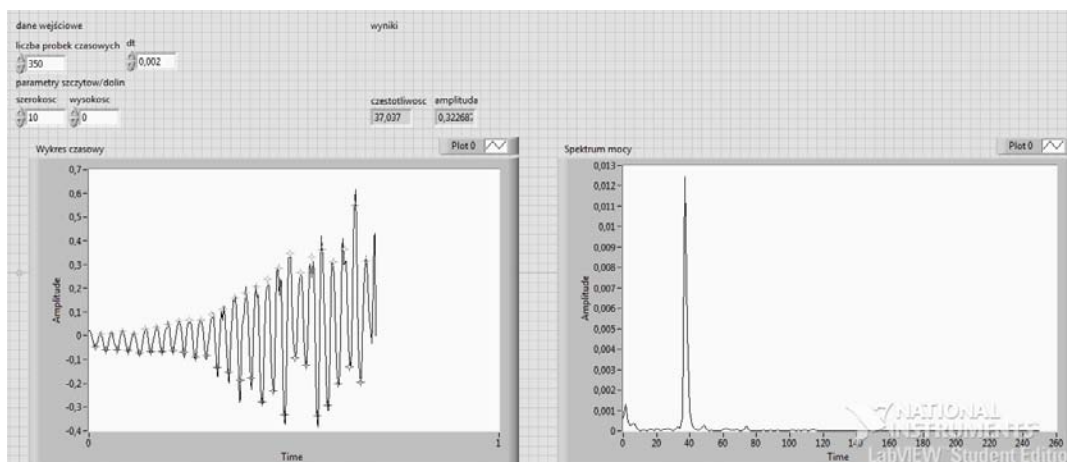 dane wejściowe
wyniki
liczba probek czasowych
dt
350
0,002
parametry szczytow/dolin
szerokosc
wysokosc
10
0
czestotliwosc
amplituda
37,037
0,32268
Wykres czasowy
Plot 0
0,7
0,6
0,5
0,4
0,3
0,2
0,1
0
-0,1
-0,2
-0,3
-0,4
Amplitude
0
1
Time
Spektrum mocy
Plot 0
0,013
0,012
0,011
0,01
0,009
0,008
0,007
0,006
0,005
0,004
0,003
0,002
0,001
0
Amplitude
0
20
40
60
80
100
120
140
160
180
200
220
240
260
Time
NATIONAL
INSTRUMENTS
LabVIEW Student Editio